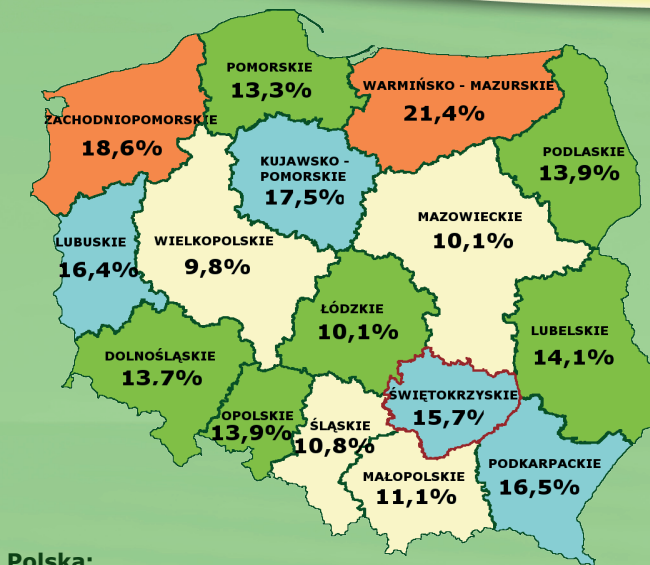 POMORSKIE
13,3%
WARMIŃSKO - MAZURSKIE
21,4%
ZACHODNIOPOMORSKIE
18,6%
KUJAWSKO -
POMORSKIE
17,5%
PODLASKIE
13,9%
MAZOWIECKIE
10,1%
LUBUSKIE
16,4%
WIELKOPOLSKIE
9,8%
ŁÓDZKIE
10,1%
LUBELSKIE
14,1%
DOLNOŚLĄSKIE
13,7%
ŚWIĘTOKRZYSKIE
15,7%
OPOLSKIE
13,9%
ŚLĄSKIE
10,8%
MAŁOPOLSKIE
11,1%
PODKARPACKIE
16,5%
Polska: